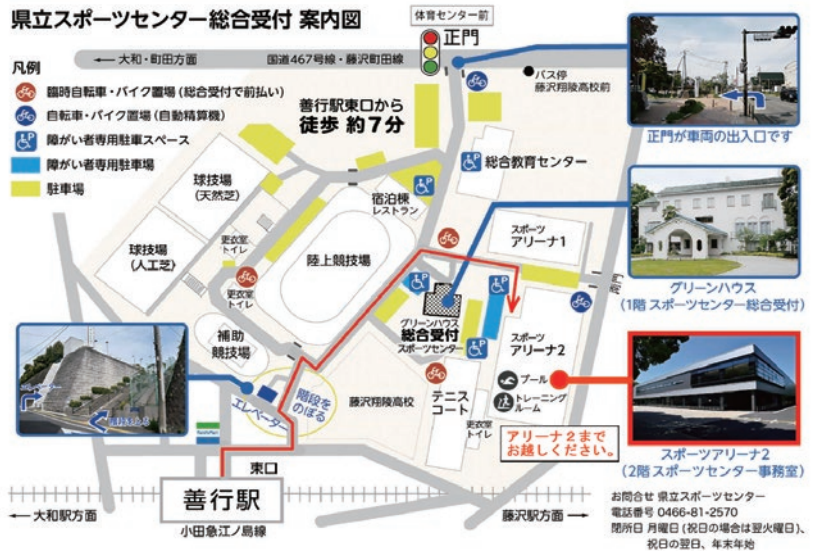 県立スポーツセンター総合受付 案内図
体育センター前
正門
← 大和・町田方面
国道467号線・藤沢町田線
バス停
藤沢翔陵高校前
凡例
臨時自転車・バイク置場(総合受付で前払い)
自転車・バイク置場(自動精算機)
障がい者専用駐車スペース
障がい者専用駐車場
駐車場
善行駅東口から
徒歩 約7分
正門が車両の出入口です
総合教育センター
球技場
(天然芝)
宿泊棟
レストラン
球技場
(人工芝)
更衣室
トイレ
陸上競技場
スポーツ
アリーナ1
南門
更衣室
トイレ
グリーンハウス
(1階 スポーツセンター総合受付)
補助
競技場
グリーンハウス
総合受付
スポーツセンター
スポーツ
アリーナ2
プール
トレーニング
ルーム
エレベーター
階段をのぼる
エレベーター
階段をのぼる
藤沢翔陵高校
テニス
コート
更衣室
トイレ
アリーナ2まで
お越しください。
スポーツアリーナ2
(2階 スポーツセンター事務室)
FamilyMart
東口
善行駅
小田急江ノ島線
← 大和駅方面
藤沢駅方面 →
お問合せ 県立スポーツセンター
電話番号 0466-81-2570
閉所日 月曜日(祝日の場合は翌火曜日)、
祝日の翌日、年末年始